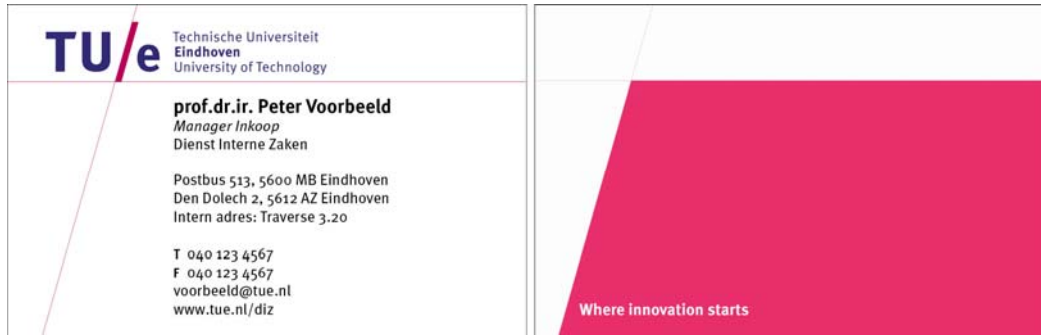 TU/e
Technische Universiteit
Eindhoven
University of Technology
prof.dr.ir. Peter Voorbeeld
Manager Inkoop
Dienst Interne Zaken
Postbus 513, 5600 MB Eindhoven
Den Dolech 2, 5612 AZ Eindhoven
Intern adres: Traverse 3.20
T 040 123 4567
F 040 123 4567
voorbeeld@tue.nl
www.tue.nl/diz
Where innovation starts